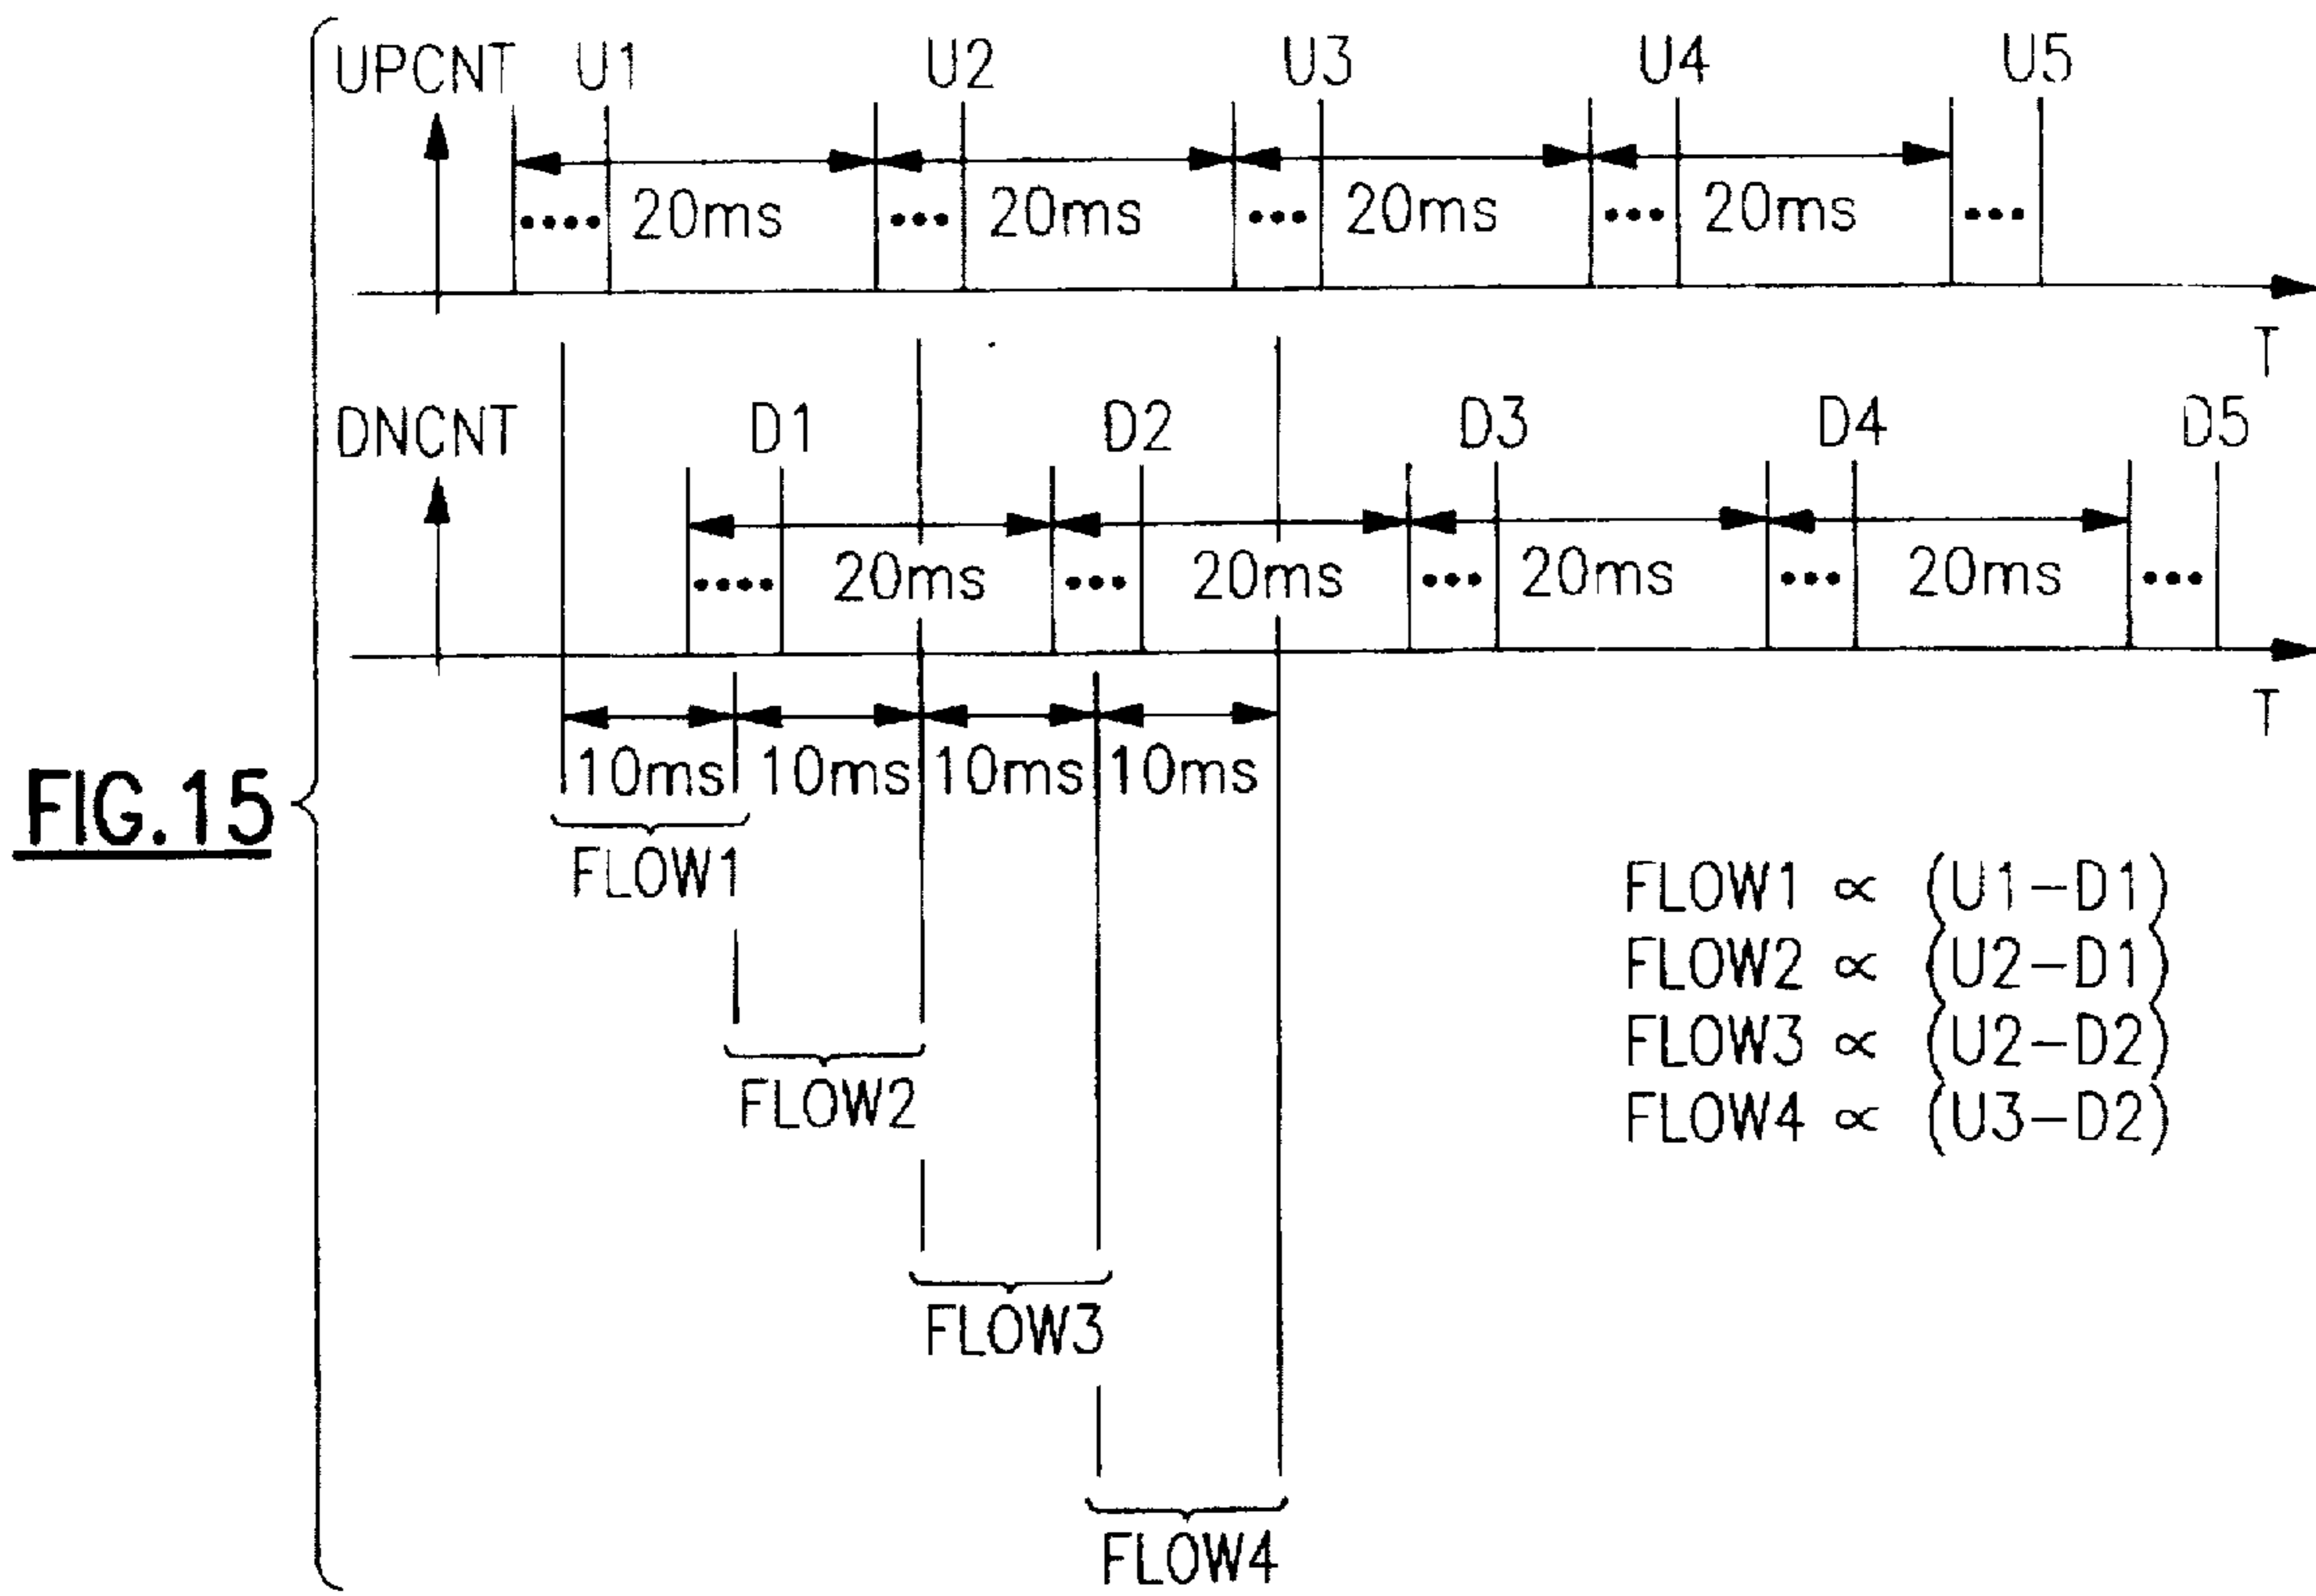 UPCNT U1 U2 U3 U4 U5
20ms 20ms 20ms 20ms
T
DNCNT D1 D2 D3 D4 D5
20ms 20ms 20ms 20ms
T
10ms 10ms 10ms 10ms
FIG.15
FLOW1
FLOW1 ∝ (U1-D1)
FLOW2 ∝ (U2-D1)
FLOW3 ∝ (U2-D2)
FLOW4 ∝ (U3-D2)
FLOW2
FLOW3
FLOW4